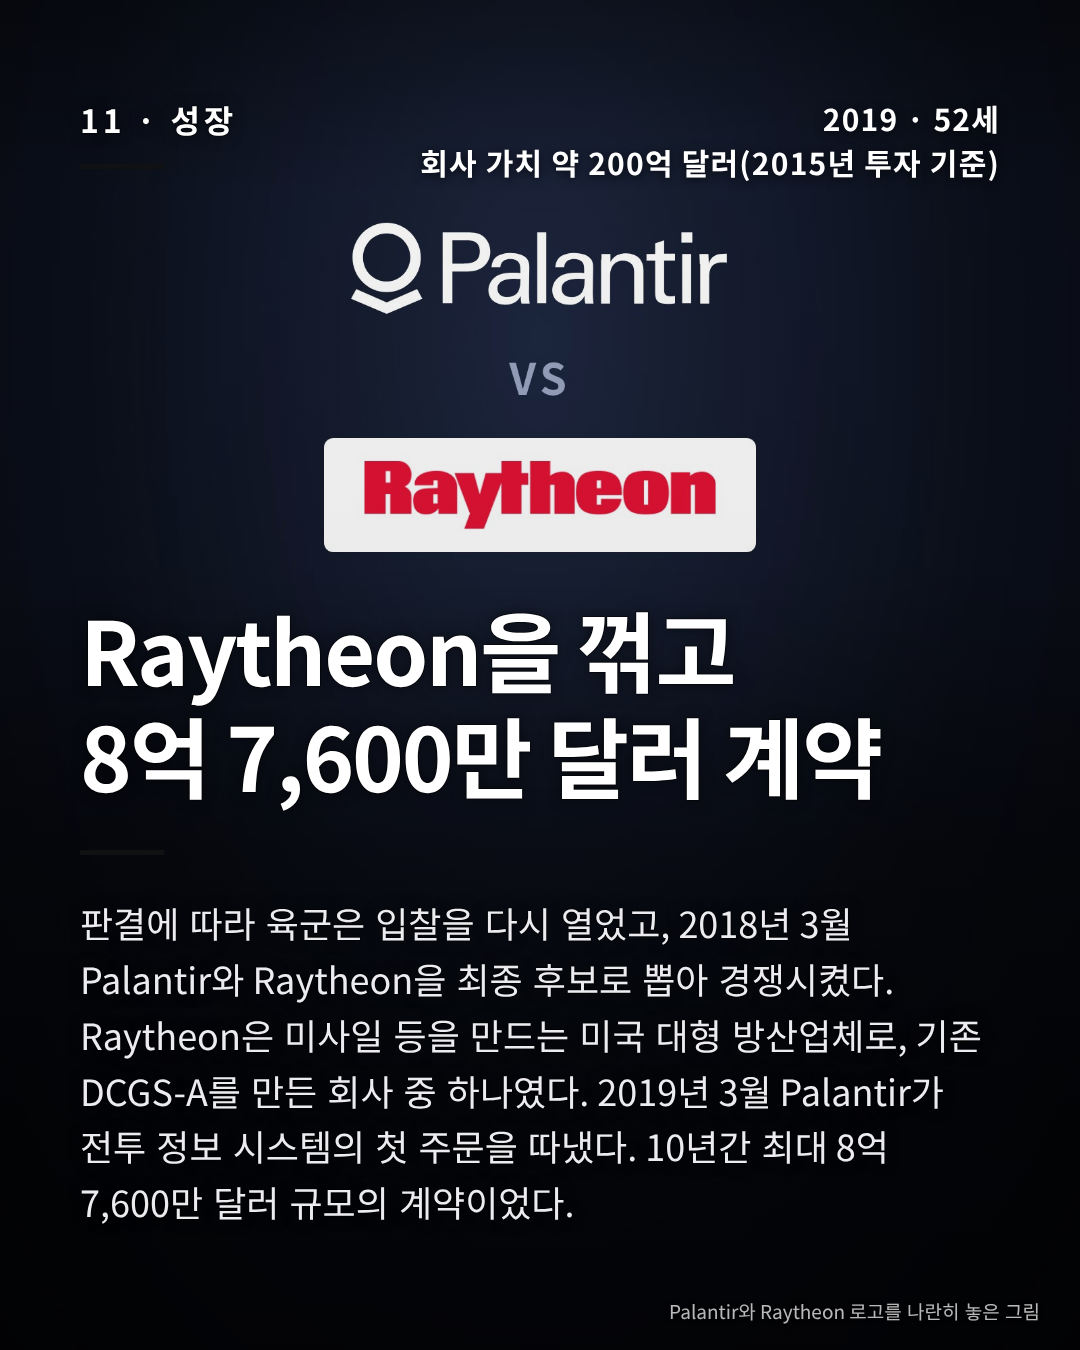 11 · 성장
2019 · 52세
회사 가치 약 200억 달러(2015년 투자 기준)
Palantir
VS
Raytheon
Raytheon을 꺾고
8억 7,600만 달러 계약
판결에 따라 육군은 입찰을 다시 열었고, 2018년 3월
Palantir와 Raytheon을 최종 후보로 뽑아 경쟁시켰다.
Raytheon은 미사일 등을 만드는 미국 대형 방산업체로, 기존
DCGS-A를 만든 회사 중 하나였다. 2019년 3월 Palantir가
전투 정보 시스템의 첫 주문을 따냈다. 10년간 최대 8억
7,600만 달러 규모의 계약이었다.
Palantir와 Raytheon 로고를 나란히 놓은 그림